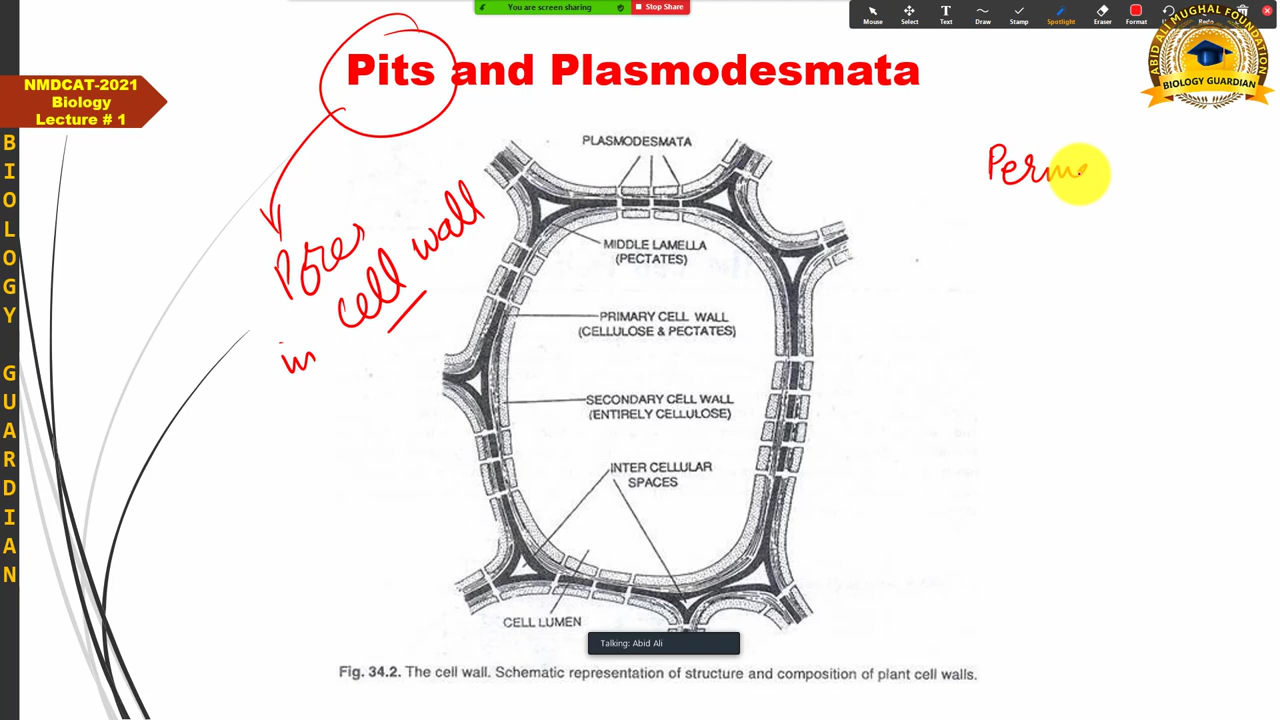 You are screen sharing
Stop Share
Mouse
Select
Text
Draw
Stamp
Spotlight
Eraser
Format
Pits and Plasmodesmata
ABID ALI MUGHAL FOUNDATION
BIOLOGY GUARDIAN
NMDCAT-2021
Biology
Lecture # 1
BIOLOGY GUARDIAN
Pores
in cell wall
Perm
PLASMODESMATA
MIDDLE LAMELLA
(PECTATES)
PRIMARY CELL WALL
(CELLULOSE & PECTATES)
SECONDARY CELL WALL
(ENTIRELY CELLULOSE)
INTER CELLULAR
SPACES
CELL LUMEN
Talking: Abid Ali
Fig. 34.2. The cell wall. Schematic representation of structure and composition of plant cell walls.